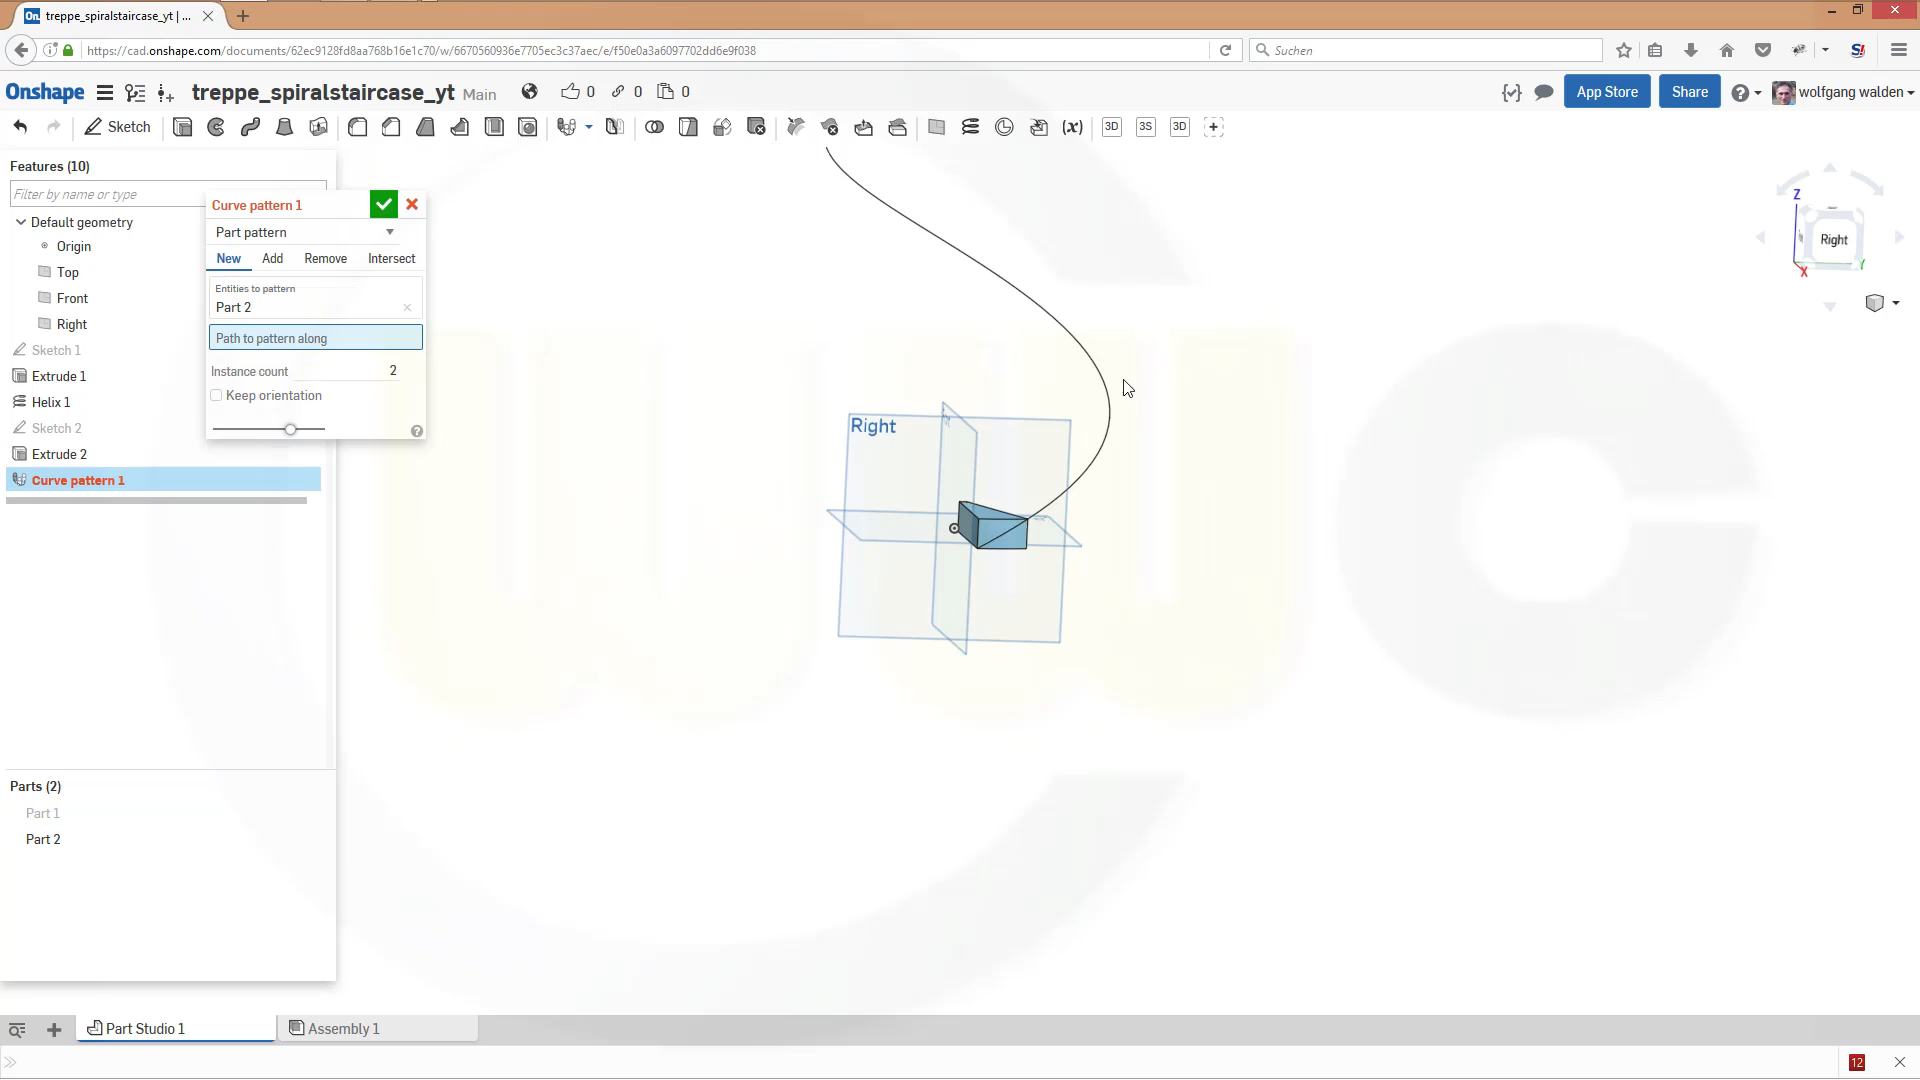 treppe_spiralstaircase_yt | ...
https://cad.onshape.com/documents/62ec9128fd8aa768b16e1c70/w/6670560936e7705ec3c37aec/e/f50e0a3a6097702dd6e9f038
Suchen
Onshape
treppe_spiralstaircase_yt Main
0
0
0
App Store
Share
wolfgang walden
Sketch
(x)
3D
3S
3D
Features (10)
Filter by name or type
Default geometry
Origin
Top
Front
Right
Sketch 1
Extrude 1
Helix 1
Sketch 2
Extrude 2
Curve pattern 1
Curve pattern 1
Part pattern
New Add Remove Intersect
Entities to pattern
Part 2
Path to pattern along
Instance count 2
Keep orientation
Right
Z
Right
X
Y
Parts (2)
Part 1
Part 2
Part Studio 1
Assembly 1
12